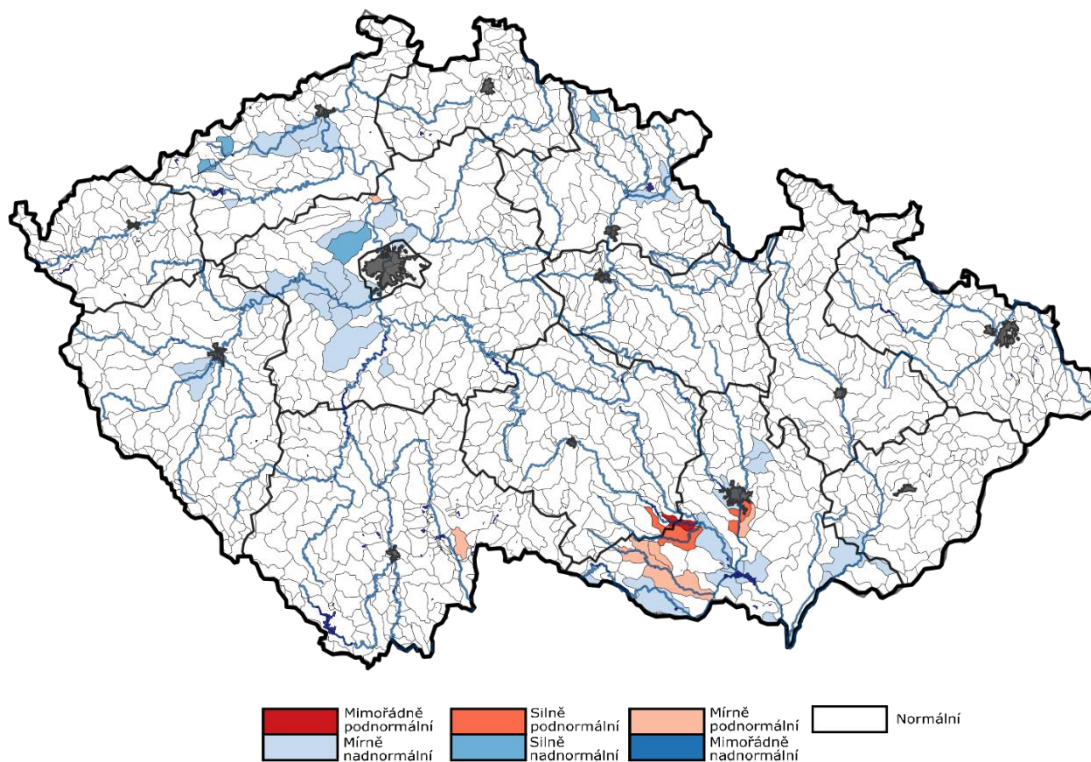 Mimořádně
podnormální
Silně
podnormální
Mírně
podnormální
Normální
Mírně
nadnormální
Silně
nadnormální
Mimořádně
nadnormální